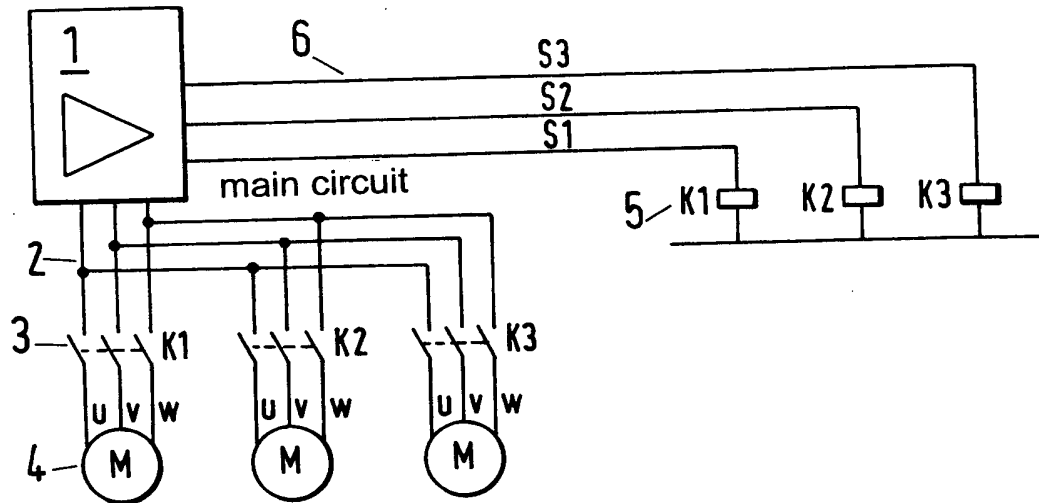 1
6
S3
S2
S1
main circuit
5 K1 K2 K3
2
3 K1 K2 K3
U V W U V W U V W
4 M M M